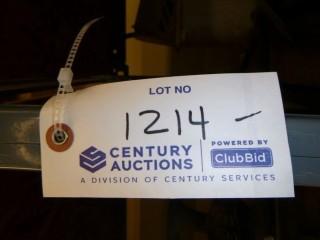 LOT NO
1214 -
CENTURY AUCTIONS
POWERED BY
ClubBid
A DIVISION OF CENTURY SERVICES